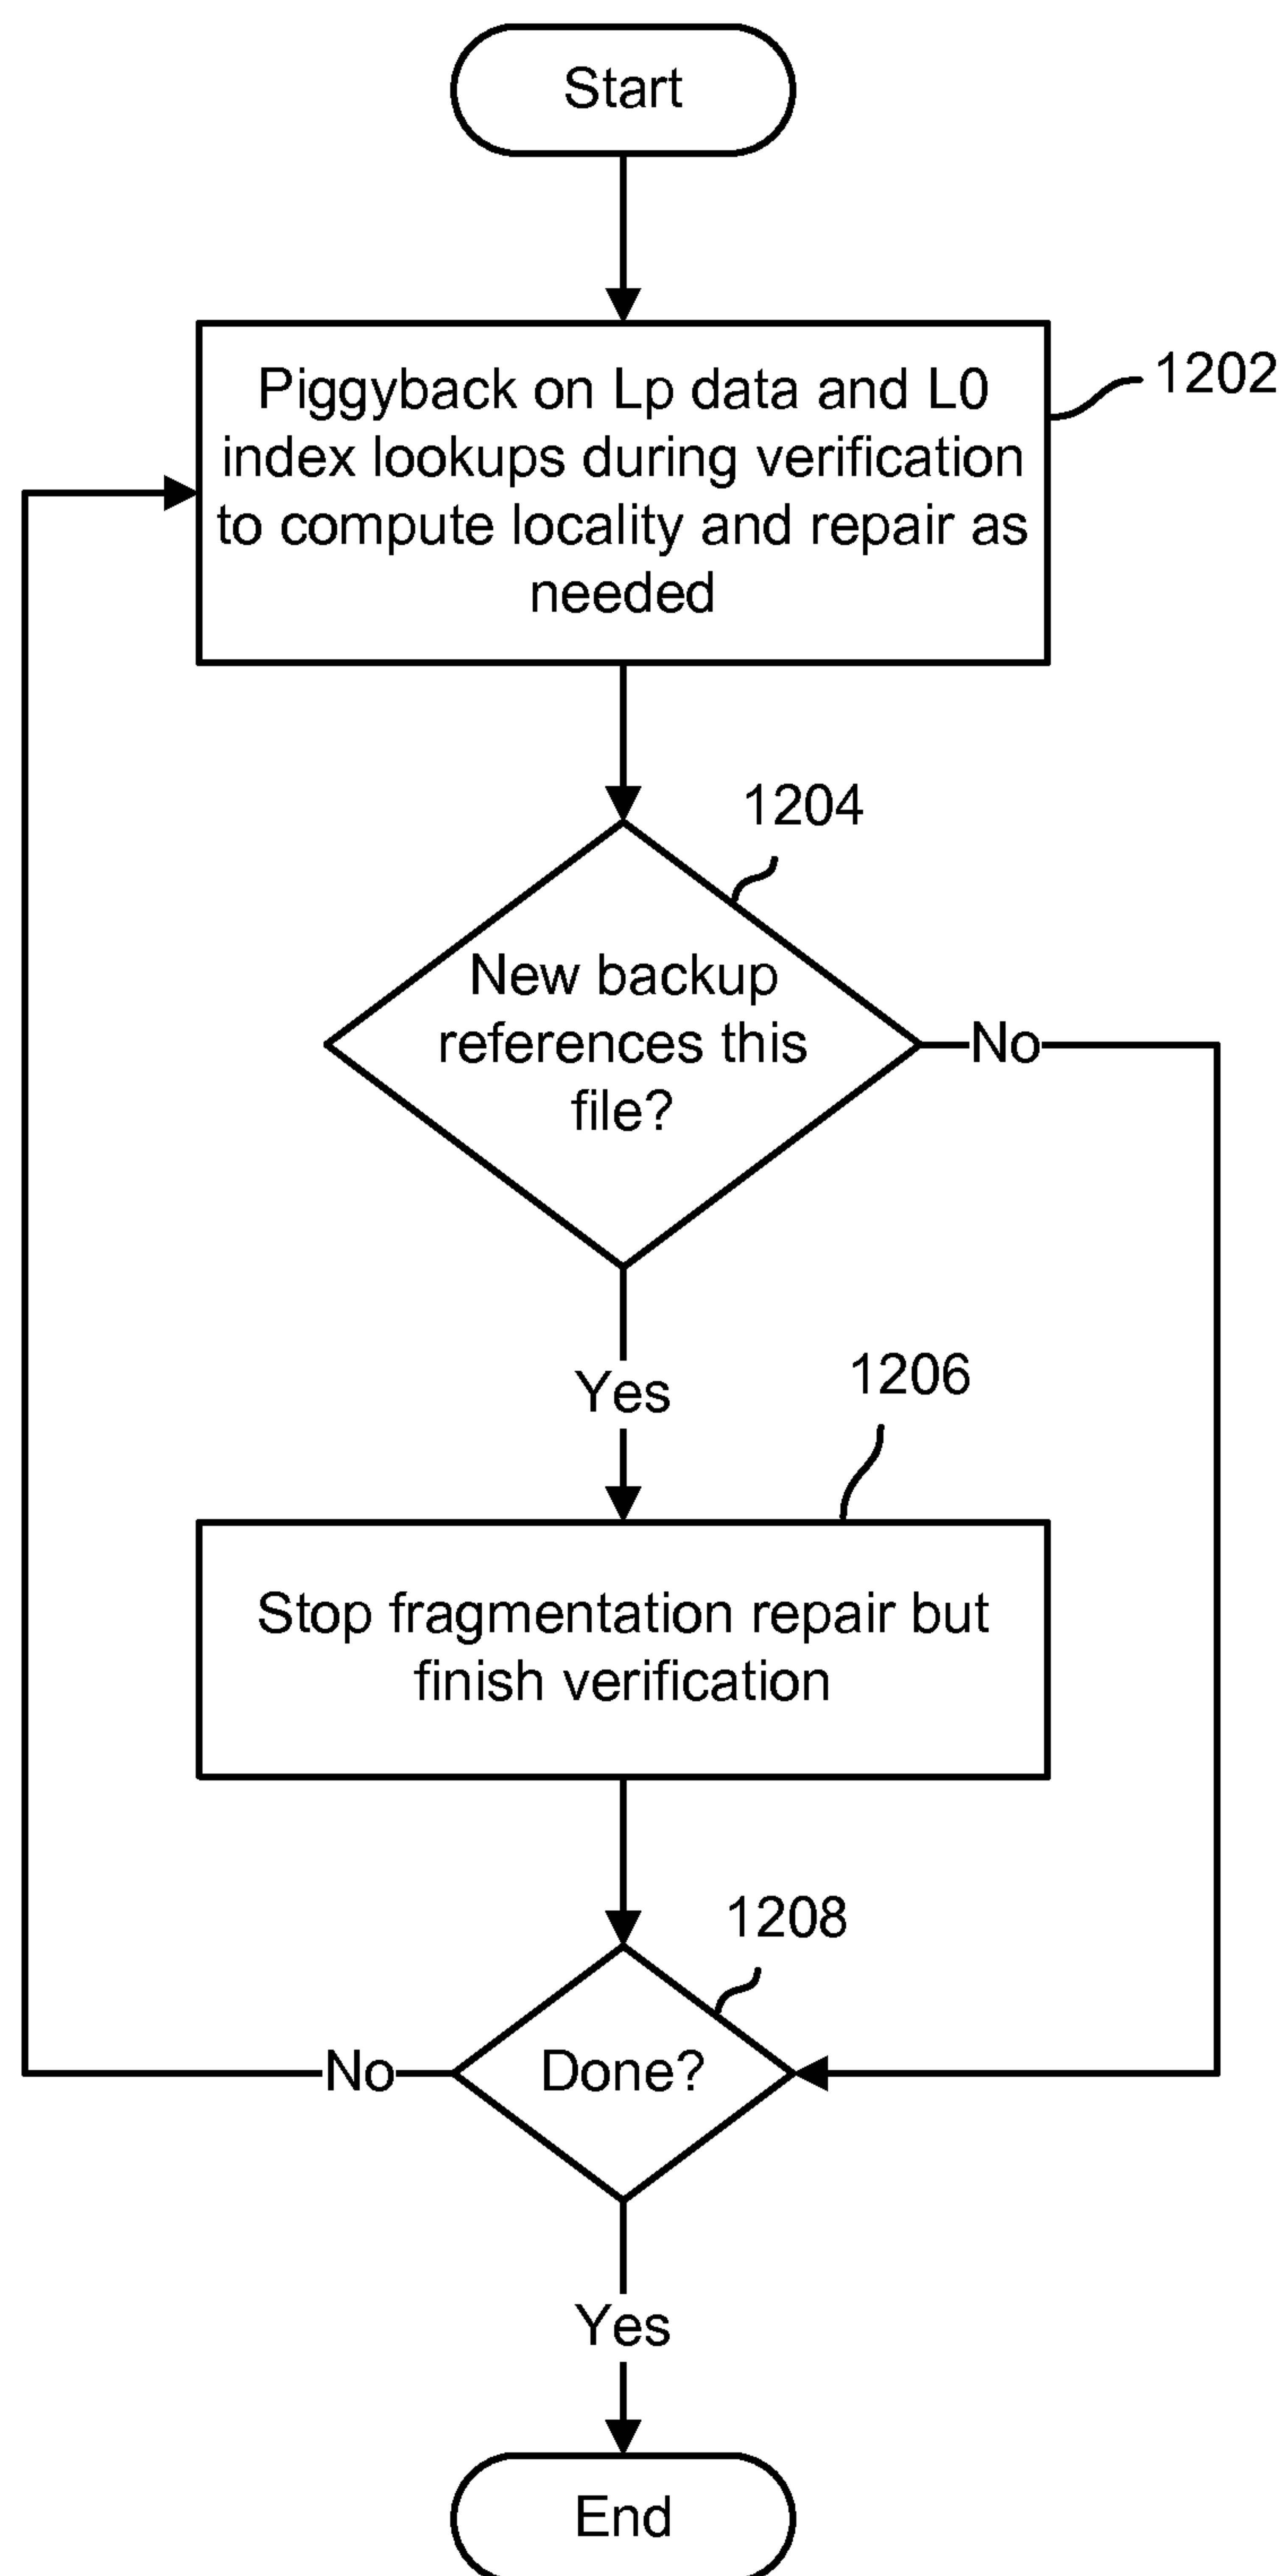 Start
Piggyback on Lp data and L0
index lookups during verification
to compute locality and repair as
needed
1202
1204
New backup
references this
file?
No
Yes
1206
Stop fragmentation repair but
finish verification
1208
Done?
No
Yes
End